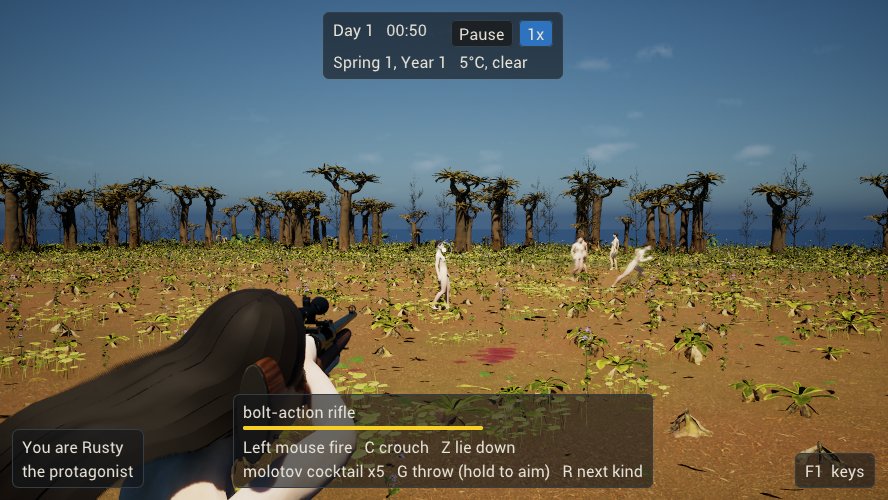 Day 1 00:50 Pause 1x
Spring 1, Year 1 5°C, clear
bolt-action rifle
Left mouse fire C crouch Z lie down
molotov cocktail x5 G throw (hold to aim) R next kind
You are Rusty
the protagonist
F1 keys